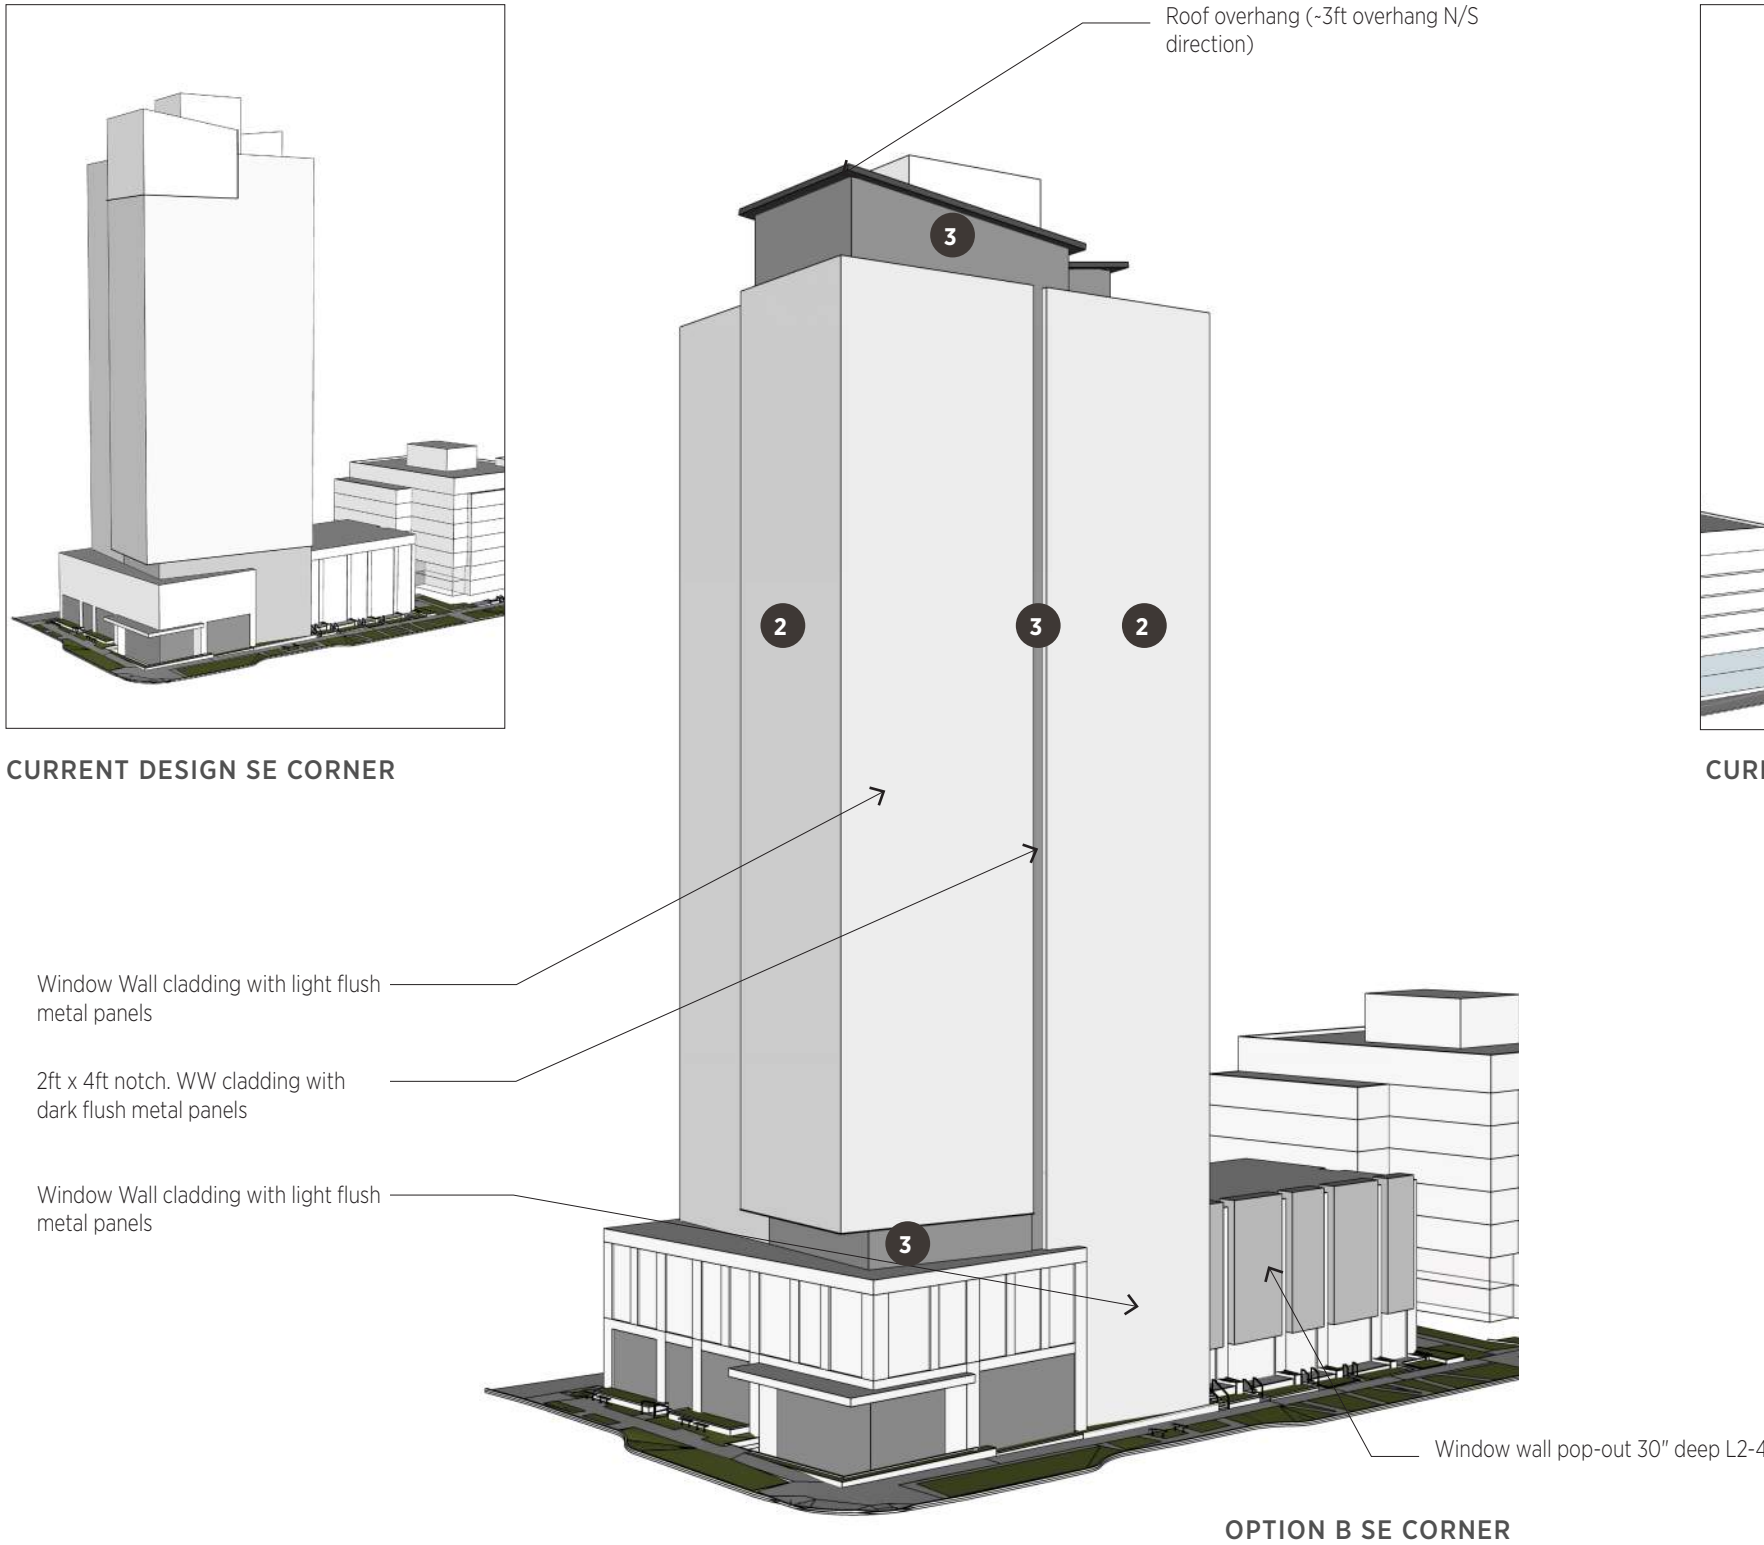 Roof overhang (~3ft overhang N/S
direction)
3
2
3
2
CURRENT DESIGN SE CORNER
Window Wall cladding with light flush
metal panels
2ft x 4ft notch. WW cladding with
dark flush metal panels
Window Wall cladding with light flush
metal panels
3
Window wall pop-out 30" deep L2-4
OPTION B SE CORNER